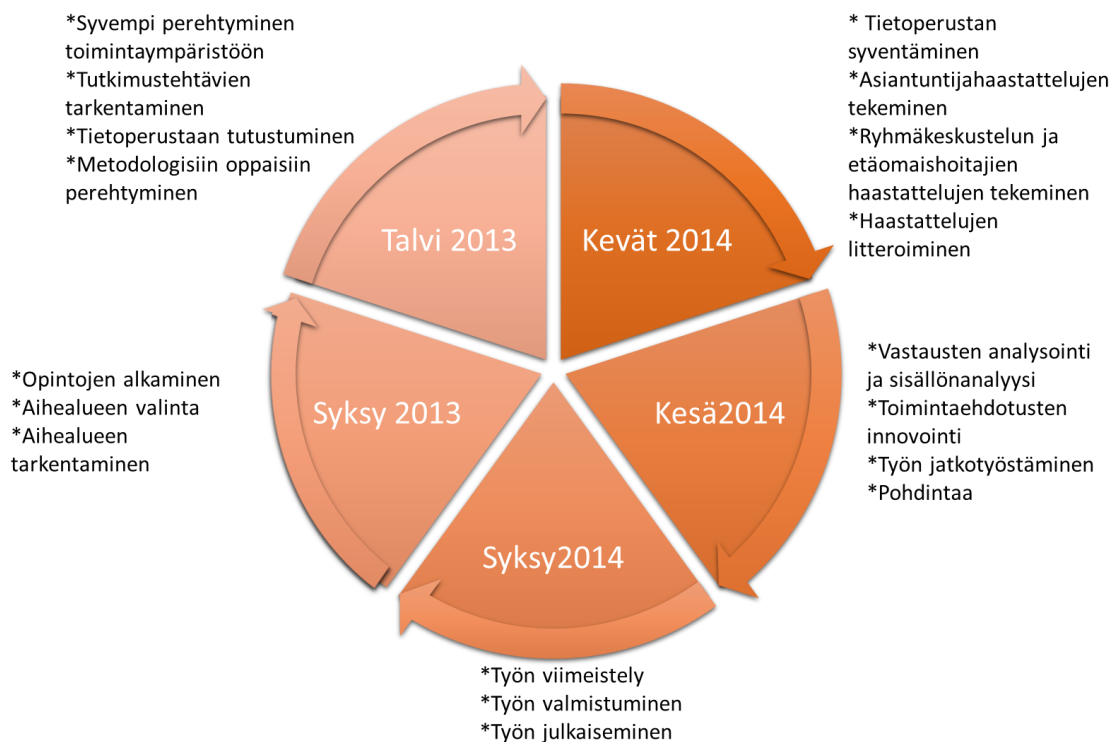 *Syvempi perehtyminen
toimintaympäristöön
*Tutkimustehtävien
tarkentaminen
*Tietoperustaan tutustuminen
*Metodologisiin oppaisiin
perehtyminen
* Tietoperustan
syventäminen
*Asiantuntijahaastattelujen
tekeminen
*Ryhmäkeskustelun ja
etäomaishoitajien
haastattelujen tekeminen
*Haastattelujen
litteroiminen
Talvi 2013
Kevät 2014
*Opintojen alkaminen
*Aihealueen valinta
*Aihealueen
tarkentaminen
Syksy 2013
Kesä2014
*Vastausten analysointi
ja sisällönanalyysi
*Toimintaehdotusten
innovointi
*Työn jatkotyöstäminen
*Pohdintaa
Syksy2014
*Työn viimeistely
*Työn valmistuminen
*Työn julkaiseminen